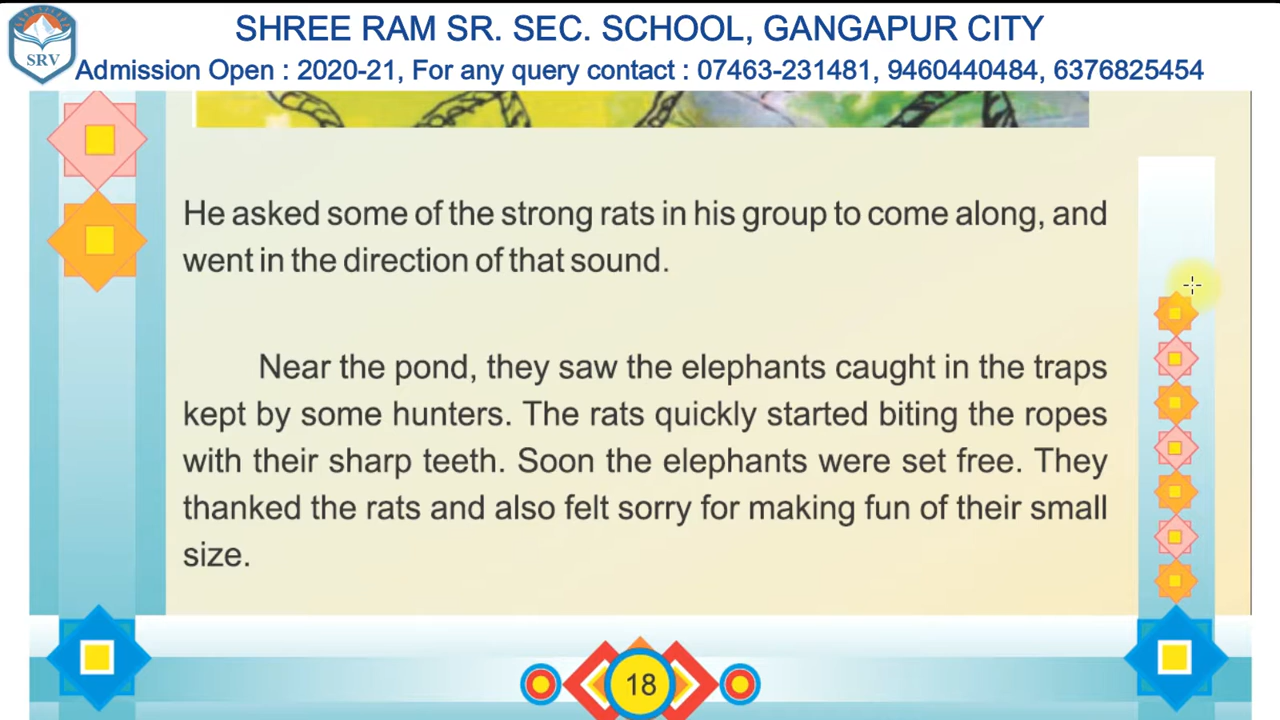 SHREE RAM SR. SEC. SCHOOL, GANGAPUR CITY
SRV
Admission Open : 2020-21, For any query contact : 07463-231481, 9460440484, 6376825454
He asked some of the strong rats in his group to come along, and
went in the direction of that sound.
Near the pond, they saw the elephants caught in the traps
kept by some hunters. The rats quickly started biting the ropes
with their sharp teeth. Soon the elephants were set free. They
thanked the rats and also felt sorry for making fun of their small
size.
18